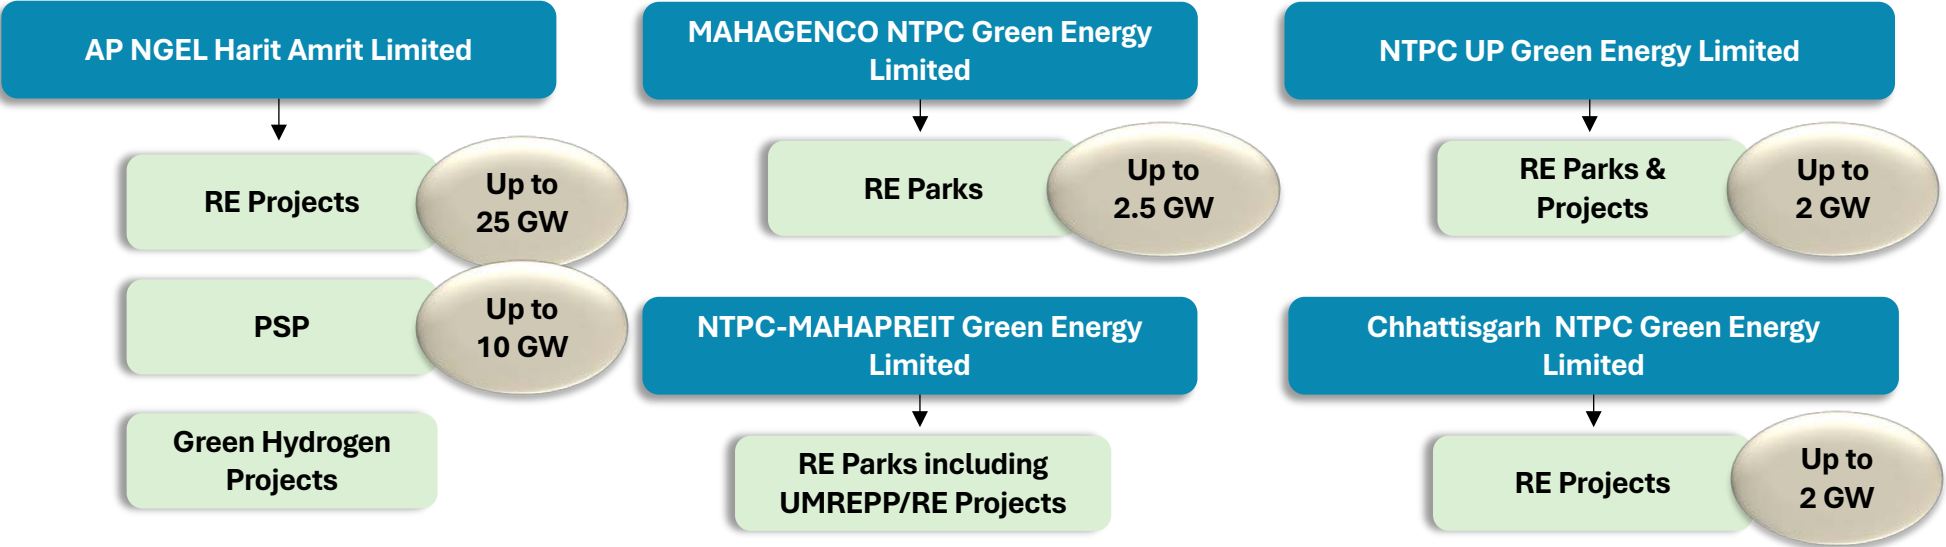 AP NGEL Harit Amrit Limited
RE Projects
Up to
25 GW
PSP
Up to
10 GW
Green Hydrogen
Projects
MAHAGENCO NTPC Green Energy
Limited
RE Parks
Up to
2.5 GW
NTPC-MAHAPREIT Green Energy
Limited
RE Parks including
UMREPP/RE Projects
NTPC UP Green Energy Limited
RE Parks &
Projects
Up to
2 GW
Chhattisgarh NTPC Green Energy
Limited
RE Projects
Up to
2 GW